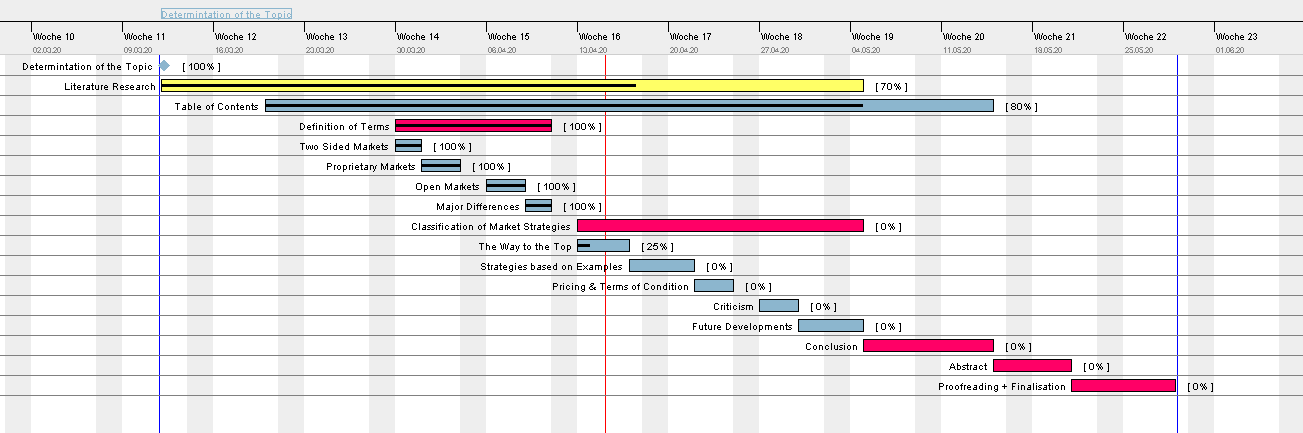 Determintation of the Topic
Woche 10 Woche 11 Woche 12 Woche 13 Woche 14 Woche 15 Woche 16 Woche 17 Woche 18 Woche 19 Woche 20 Woche 21 Woche 22 Woche 23
02.03.20 09.03.20 16.03.20 23.03.20 30.03.20 06.04.20 13.04.20 20.04.20 27.04.20 04.05.20 11.05.20 18.05.20 25.05.20 01.06.20
Determintation of the Topic [ 100% ]
Literature Research [ 70% ]
Table of Contents [ 80% ]
Definition of Terms [ 100% ]
Two Sided Markets [ 100% ]
Proprietary Markets [ 100% ]
Open Markets [ 100% ]
Major Differences [ 100% ]
Classification of Market Strategies [ 0% ]
The Way to the Top [ 25% ]
Strategies based on Examples [ 0% ]
Pricing & Terms of Condition [ 0% ]
Criticism [ 0% ]
Future Developments [ 0% ]
Conclusion [ 0% ]
Abstract [ 0% ]
Proofreading + Finalisation [ 0% ]